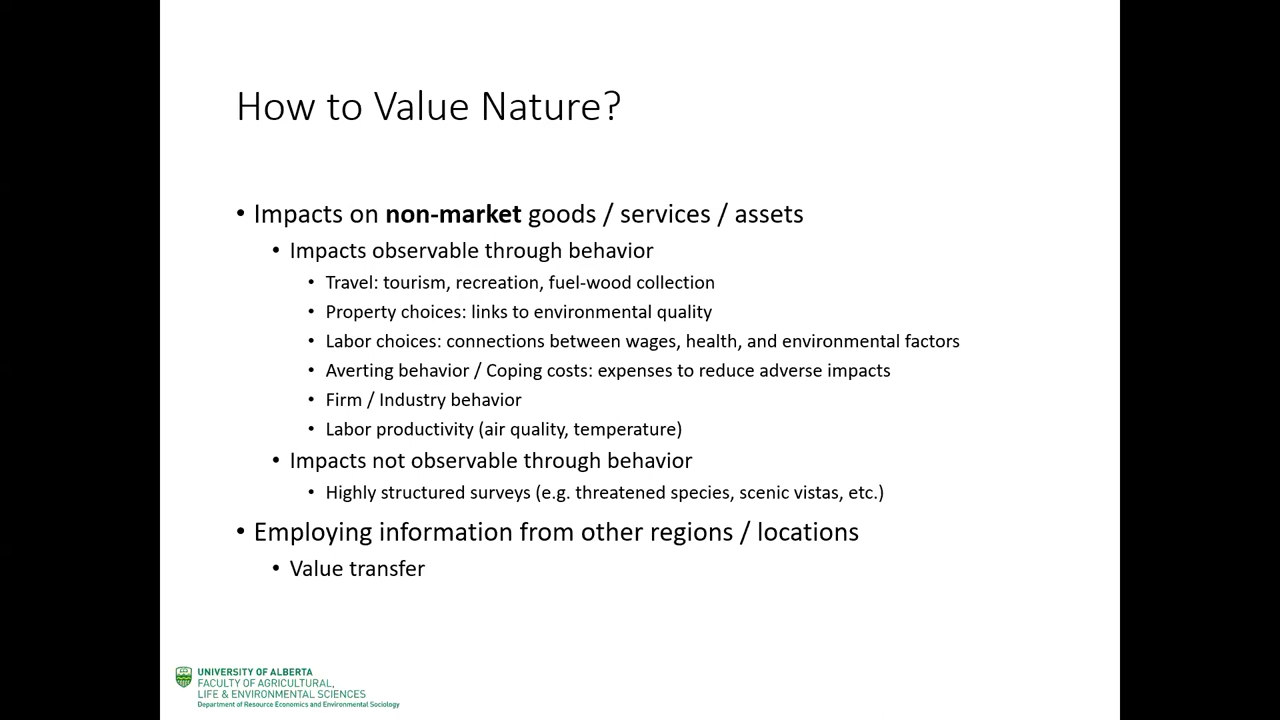 How to Value Nature?
• Impacts on non-market goods / services / assets
• Impacts observable through behavior
• Travel: tourism, recreation, fuel-wood collection
• Property choices: links to environmental quality
• Labor choices: connections between wages, health, and environmental factors
• Averting behavior / Coping costs: expenses to reduce adverse impacts
• Firm / Industry behavior
• Labor productivity (air quality, temperature)
• Impacts not observable through behavior
• Highly structured surveys (e.g. threatened species, scenic vistas, etc.)
• Employing information from other regions / locations
• Value transfer
UNIVERSITY OF ALBERTA
FACULTY OF AGRICULTURAL,
LIFE & ENVIRONMENTAL SCIENCES
Department of Resource Economics and Environmental Sociology